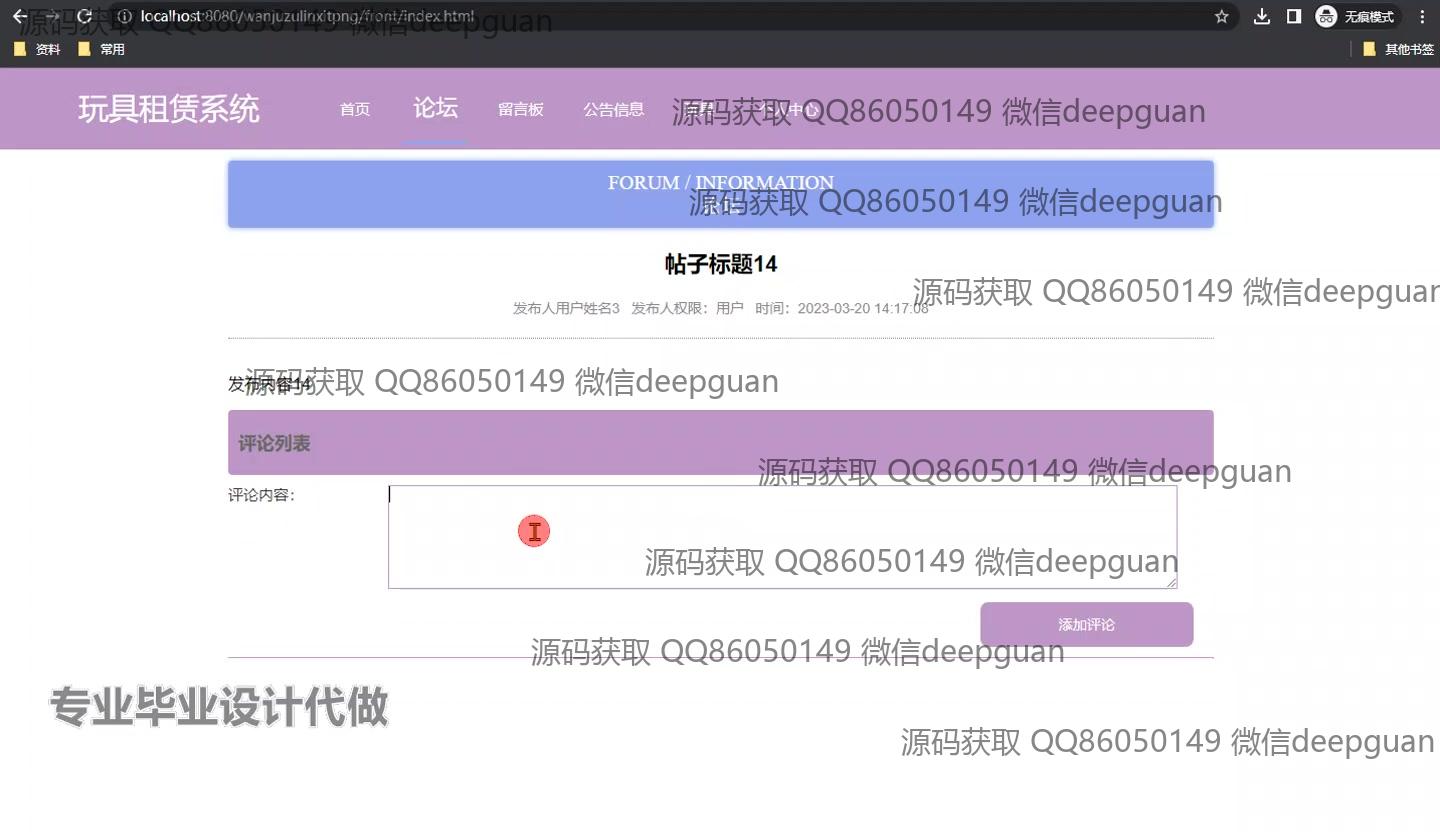 localhost:8080/wanjuzulinxitpng/front/index.html
无痕模式
源码获取 QQ86050149 微信deepguan
资料 常用 其他书签
玩具租赁系统 首页 论坛 留言板 公告信息 个人中心
源码获取 QQ86050149 微信deepguan
FORUM / INFORMATION
源码获取 QQ86050149 微信deepguan
帖子标题14
源码获取 QQ86050149 微信deepguan
发布人用户姓名3 发布人权限：用户 时间：2023-03-20 14:17:08
发布内容14
源码获取 QQ86050149 微信deepguan
评论列表
源码获取 QQ86050149 微信deepguan
评论内容：
源码获取 QQ86050149 微信deepguan
添加评论
源码获取 QQ86050149 微信deepguan
专业毕业设计代做
源码获取 QQ86050149 微信deepguan